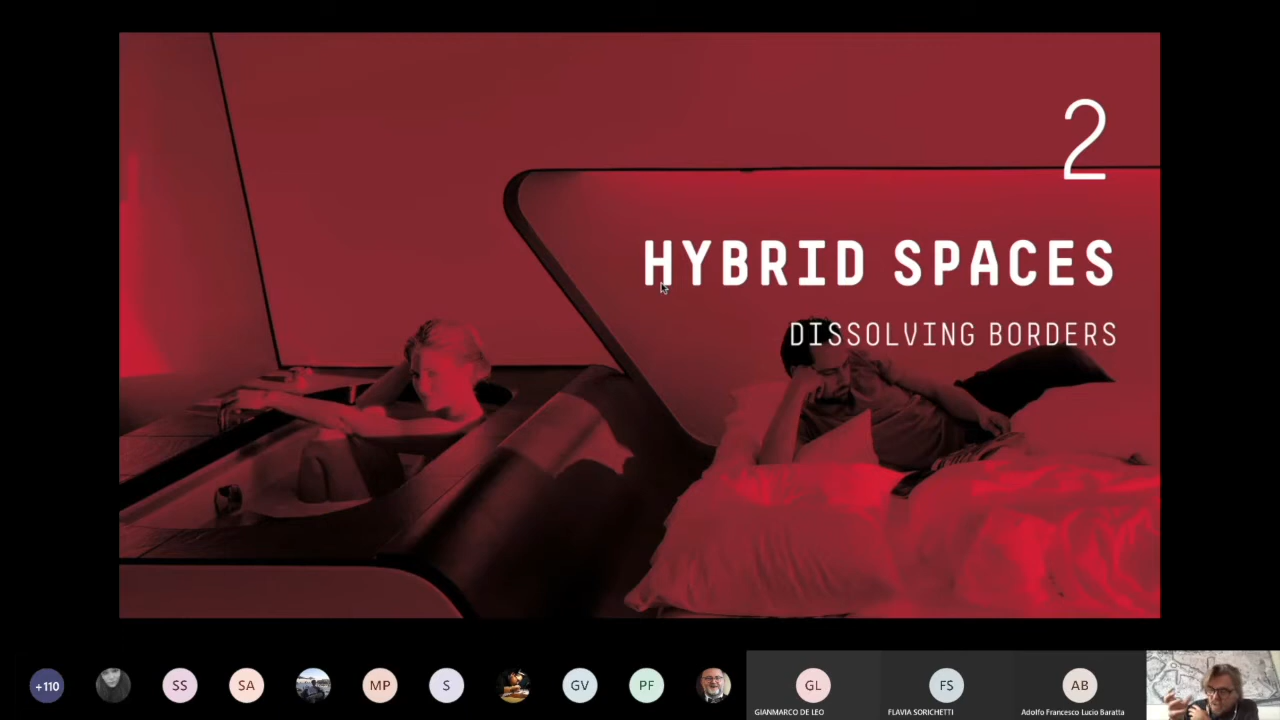 2
HYBRID SPACES
DISSOLVING BORDERS
+110
SS
SA
MP
S
GV
PF
GL
FS
AB
GIANMARCO DE LEO
FLAVIA SORICHETTI
Adolfo Francesco Lucio Baratta